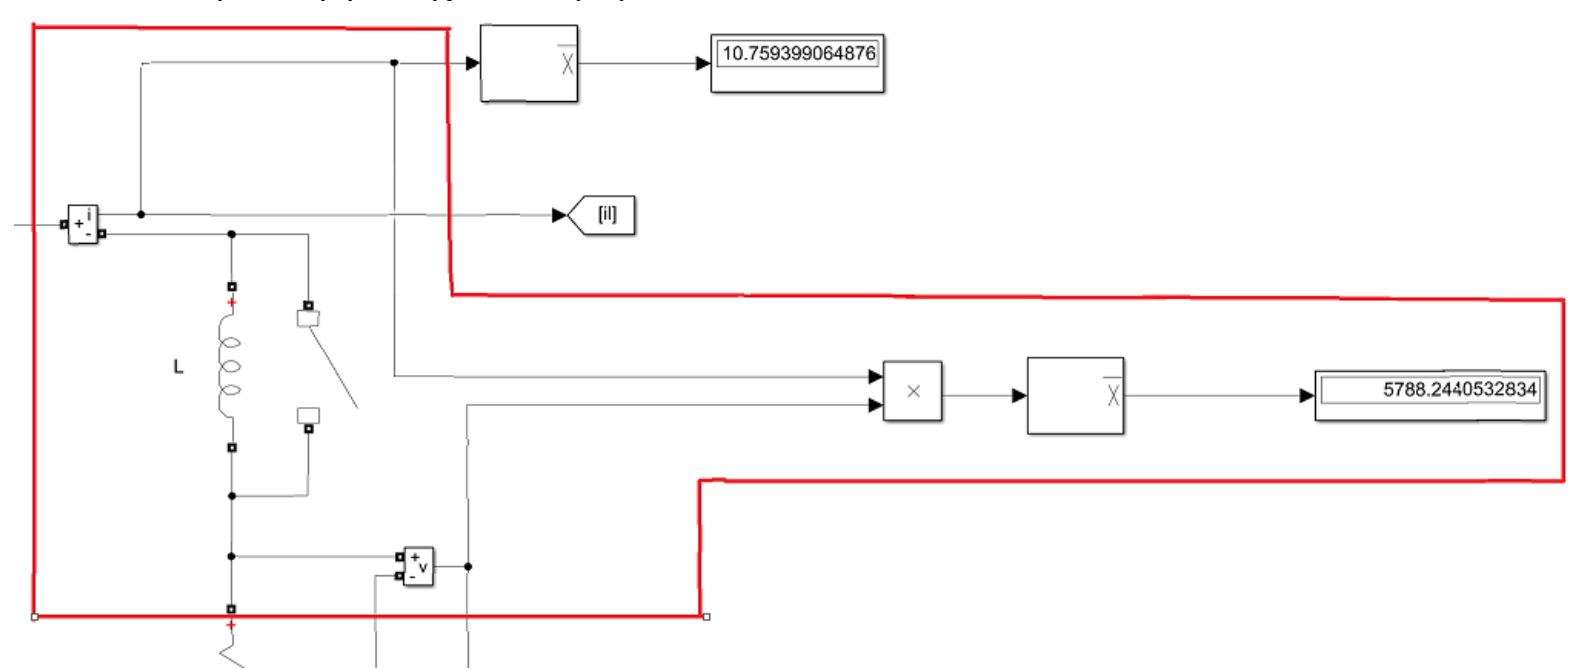 X
10.759399064876
i
+
-
[il]
+
L
×
X
5788.2440532834
+
v
-
+